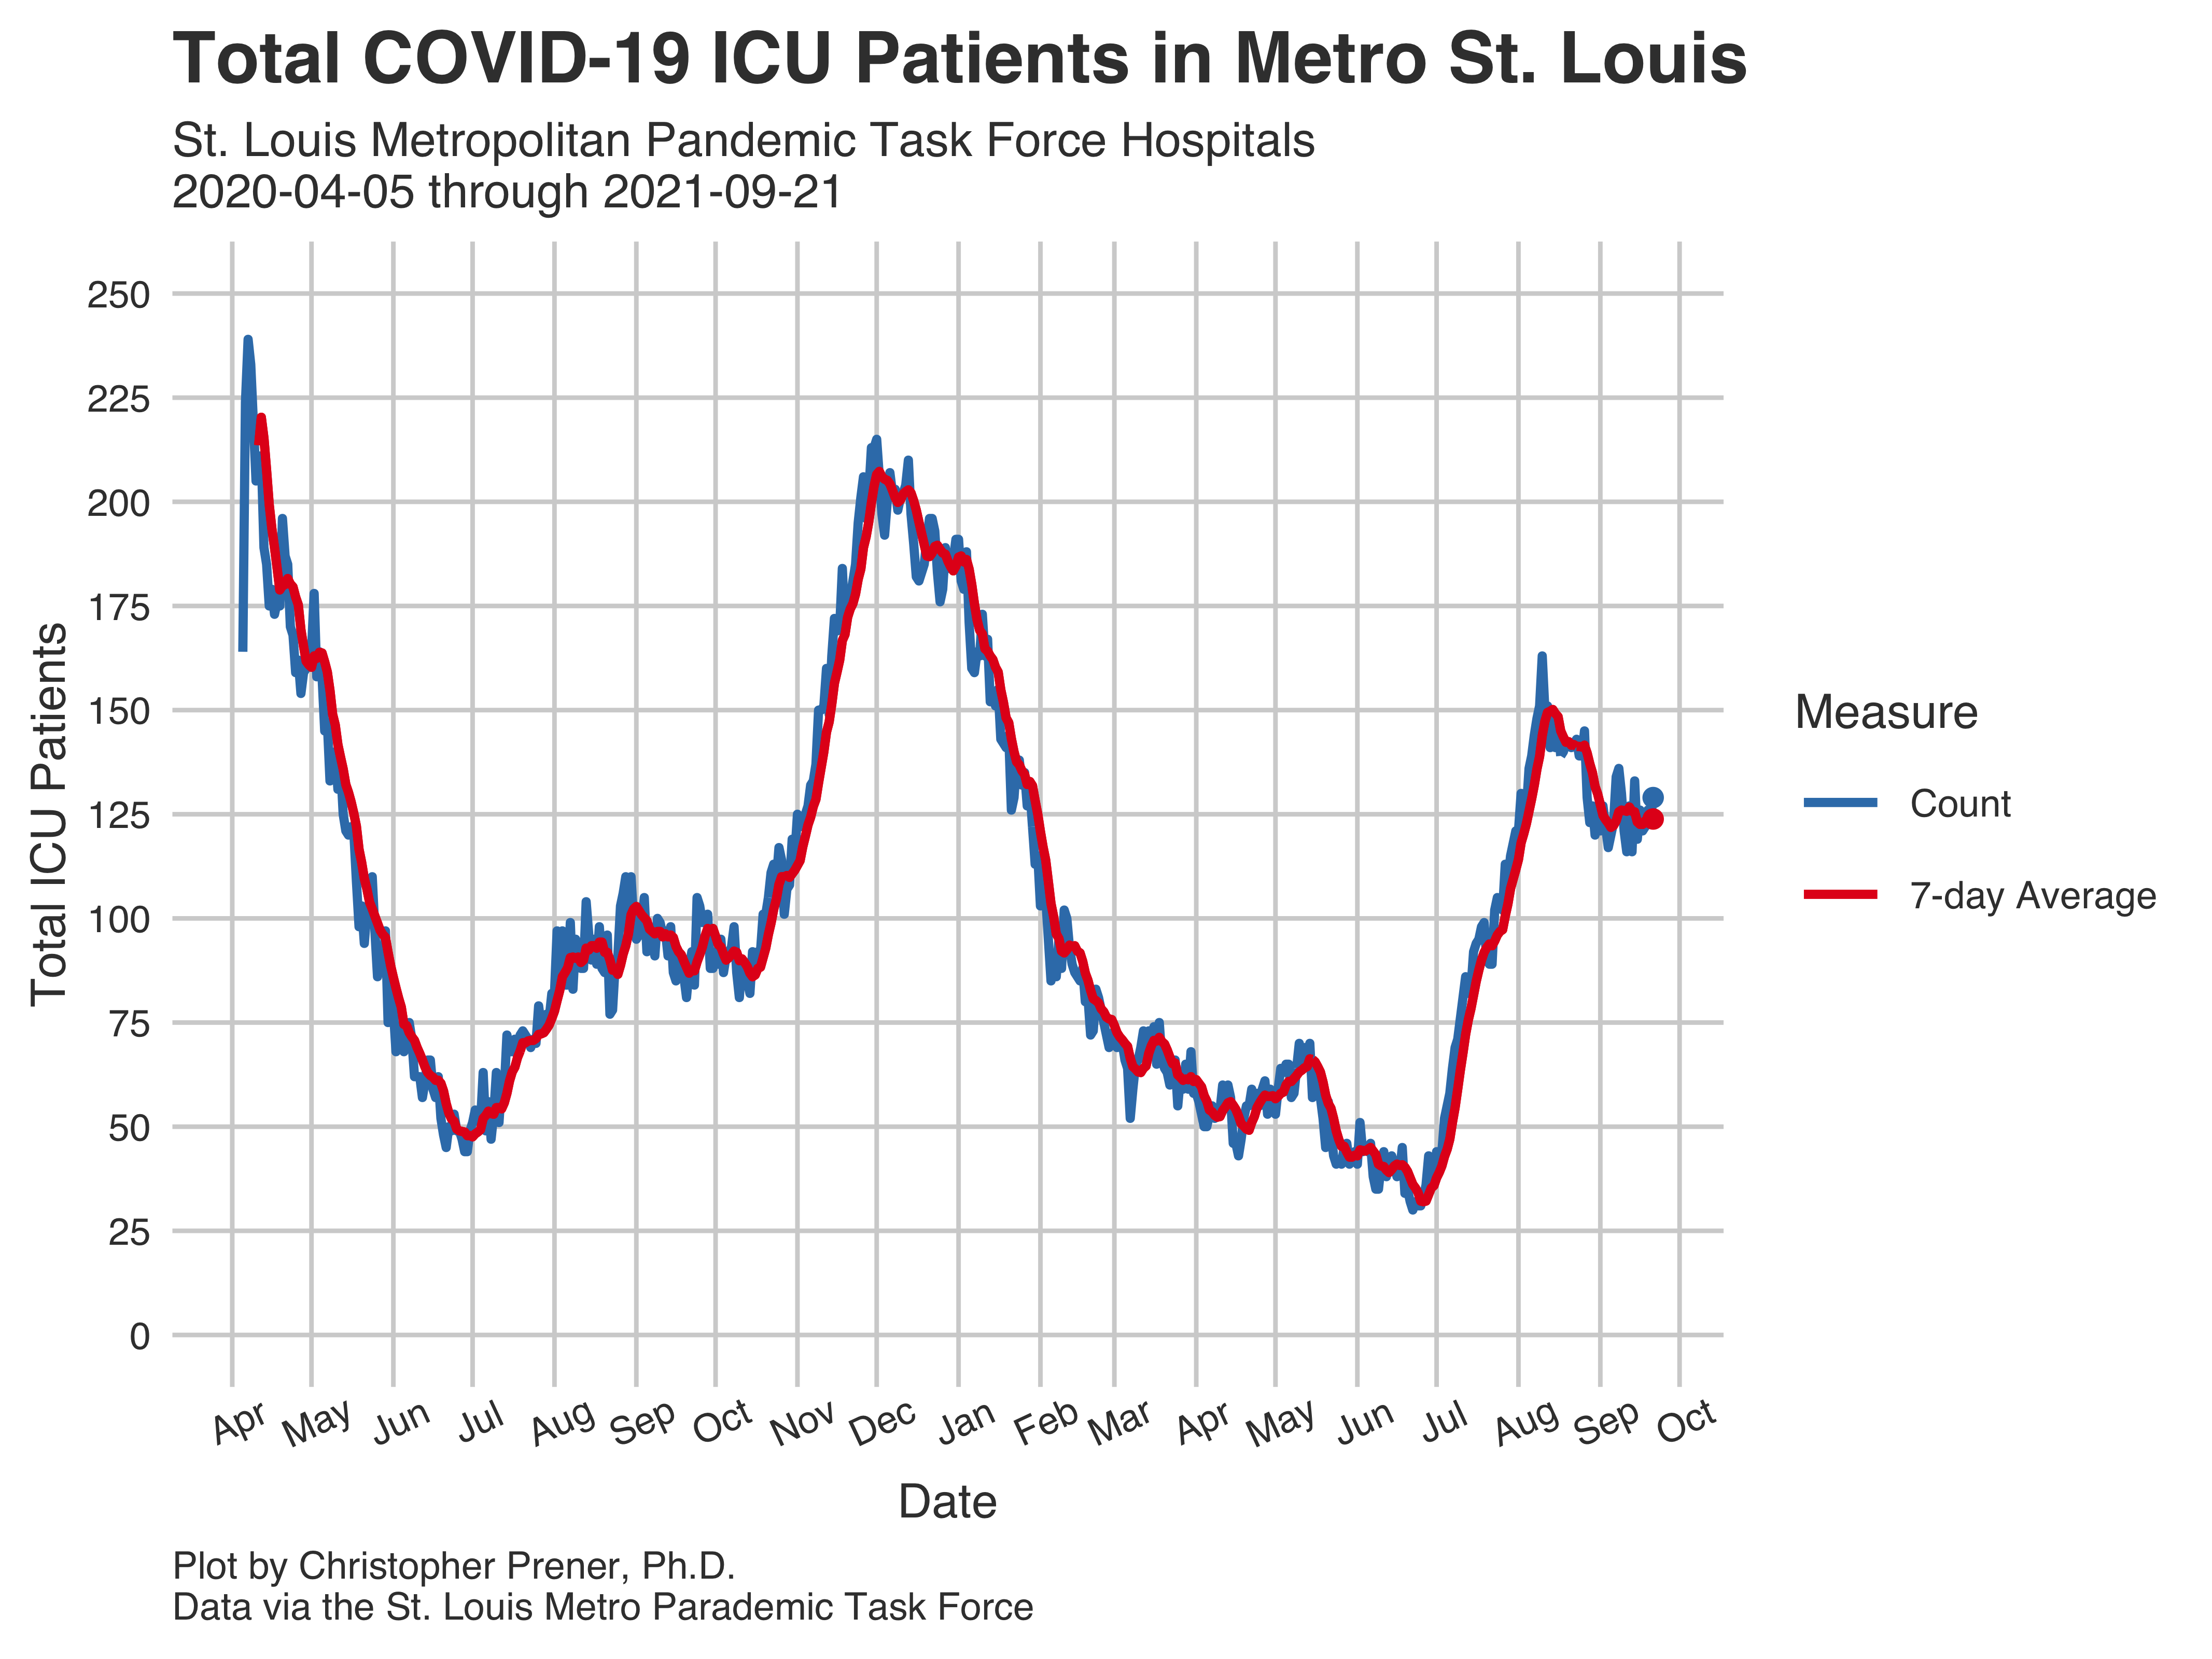 Total COVID-19 ICU Patients in Metro St. Louis
St. Louis Metropolitan Pandemic Task Force Hospitals
2020-04-05 through 2021-09-21
250
225
200
175
150
125
100
75
50
25
0
Total ICU Patients
Apr May Jun Jul Aug Sep Oct Nov Dec Jan Feb Mar Apr May Jun Jul Aug Sep Oct
Date
Measure
Count
7-day Average
Plot by Christopher Prener, Ph.D.
Data via the St. Louis Metro Parademic Task Force